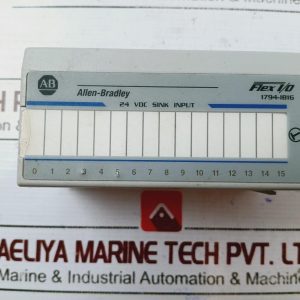 AB
Allen-Bradley
Flex I/O
1794-IB16
24 VDC SINK INPUT
0 1 2 3 4 5 6 7 8 9 10 11 12 13 14 15
AELIYA MARINE TECH PVT. LT
Marine & Industrial Automation & Machine